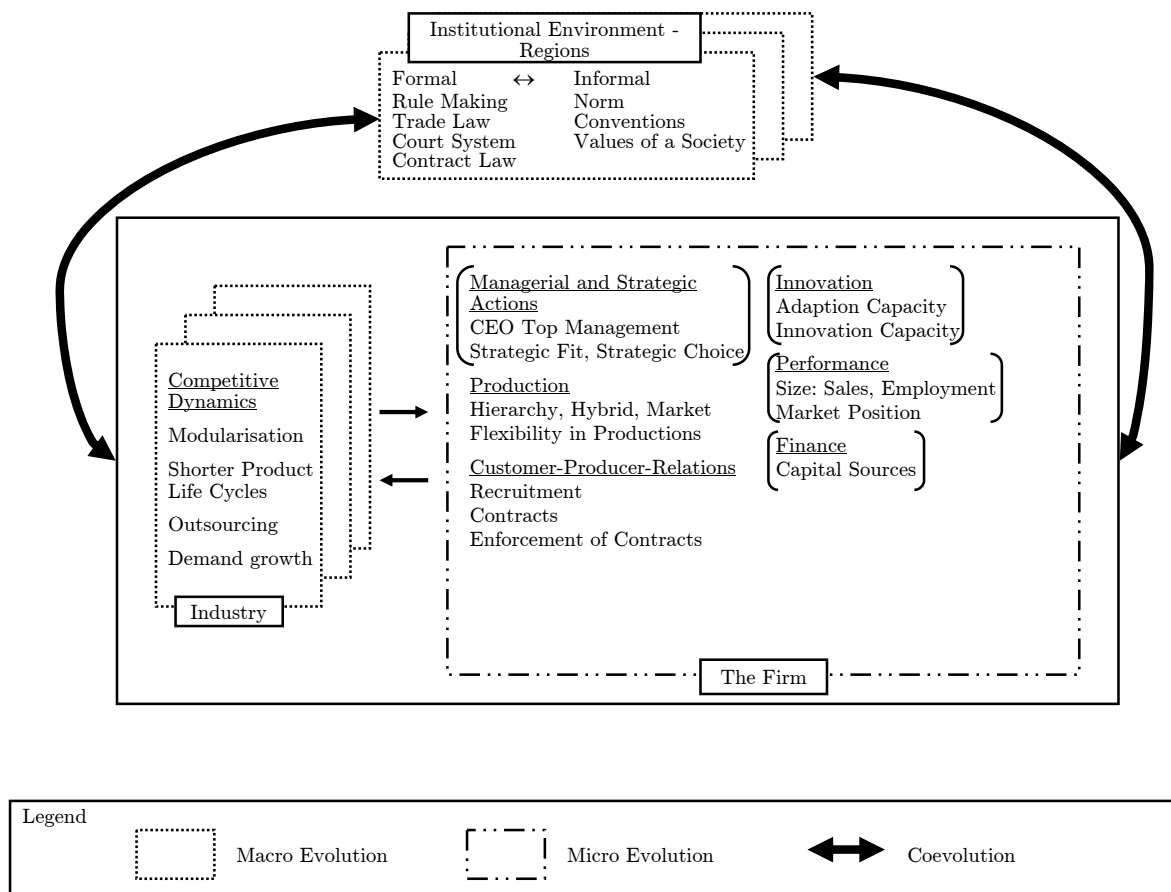 Institutional Environment -
Regions
Formal ↔ Informal
Rule Making Norm
Trade Law Conventions
Court System Values of a Society
Contract Law
Competitive
Dynamics
Modularisation
Shorter Product
Life Cycles
Outsourcing
Demand growth
Industry
Managerial and Strategic
Actions
CEO Top Management
Strategic Fit, Strategic Choice
Production
Hierarchy, Hybrid, Market
Flexibility in Productions
Customer-Producer-Relations
Recruitment
Contracts
Enforcement of Contracts
Innovation
Adaption Capacity
Innovation Capacity
Performance
Size: Sales, Employment
Market Position
Finance
Capital Sources
The Firm
Legend
Macro Evolution
Micro Evolution
Coevolution